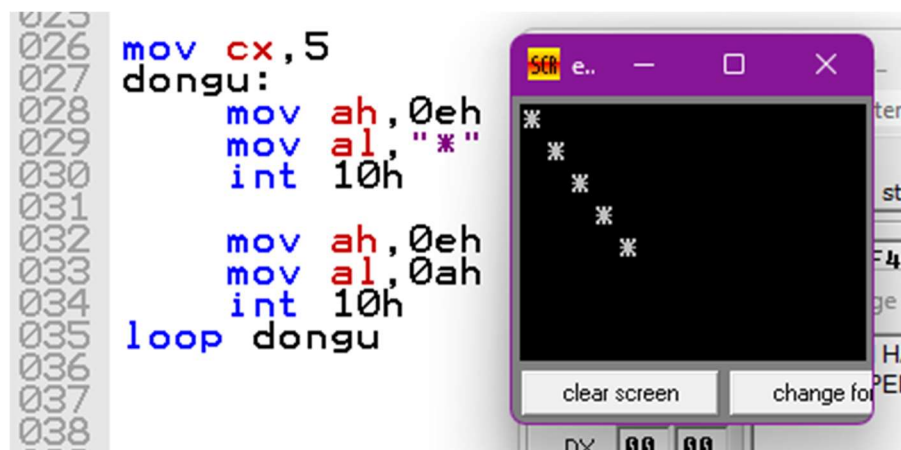 025
026 mov cx,5
027 dongu:
028 mov ah,0eh
029 mov al,"*"
030 int 10h
031
032 mov ah,0eh
033 mov al,0ah
034 int 10h
035 loop dongu
036
037
038
SCR e..
*
*
*
*
*
clear screen
change for
DX 00 00